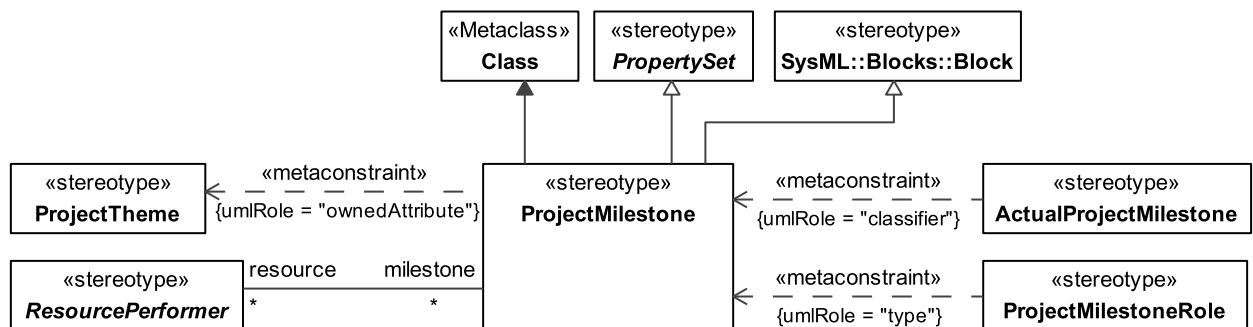 «Metaclass»
Class
«stereotype»
PropertySet
«stereotype»
SysML::Blocks::Block
«stereotype»
ProjectTheme
«metaconstraint»
{umlRole = "ownedAttribute"}
«stereotype»
ProjectMilestone
«metaconstraint»
{umlRole = "classifier"}
«stereotype»
ActualProjectMilestone
«stereotype»
ResourcePerformer
resource
milestone
*
*
«metaconstraint»
{umlRole = "type"}
«stereotype»
ProjectMilestoneRole